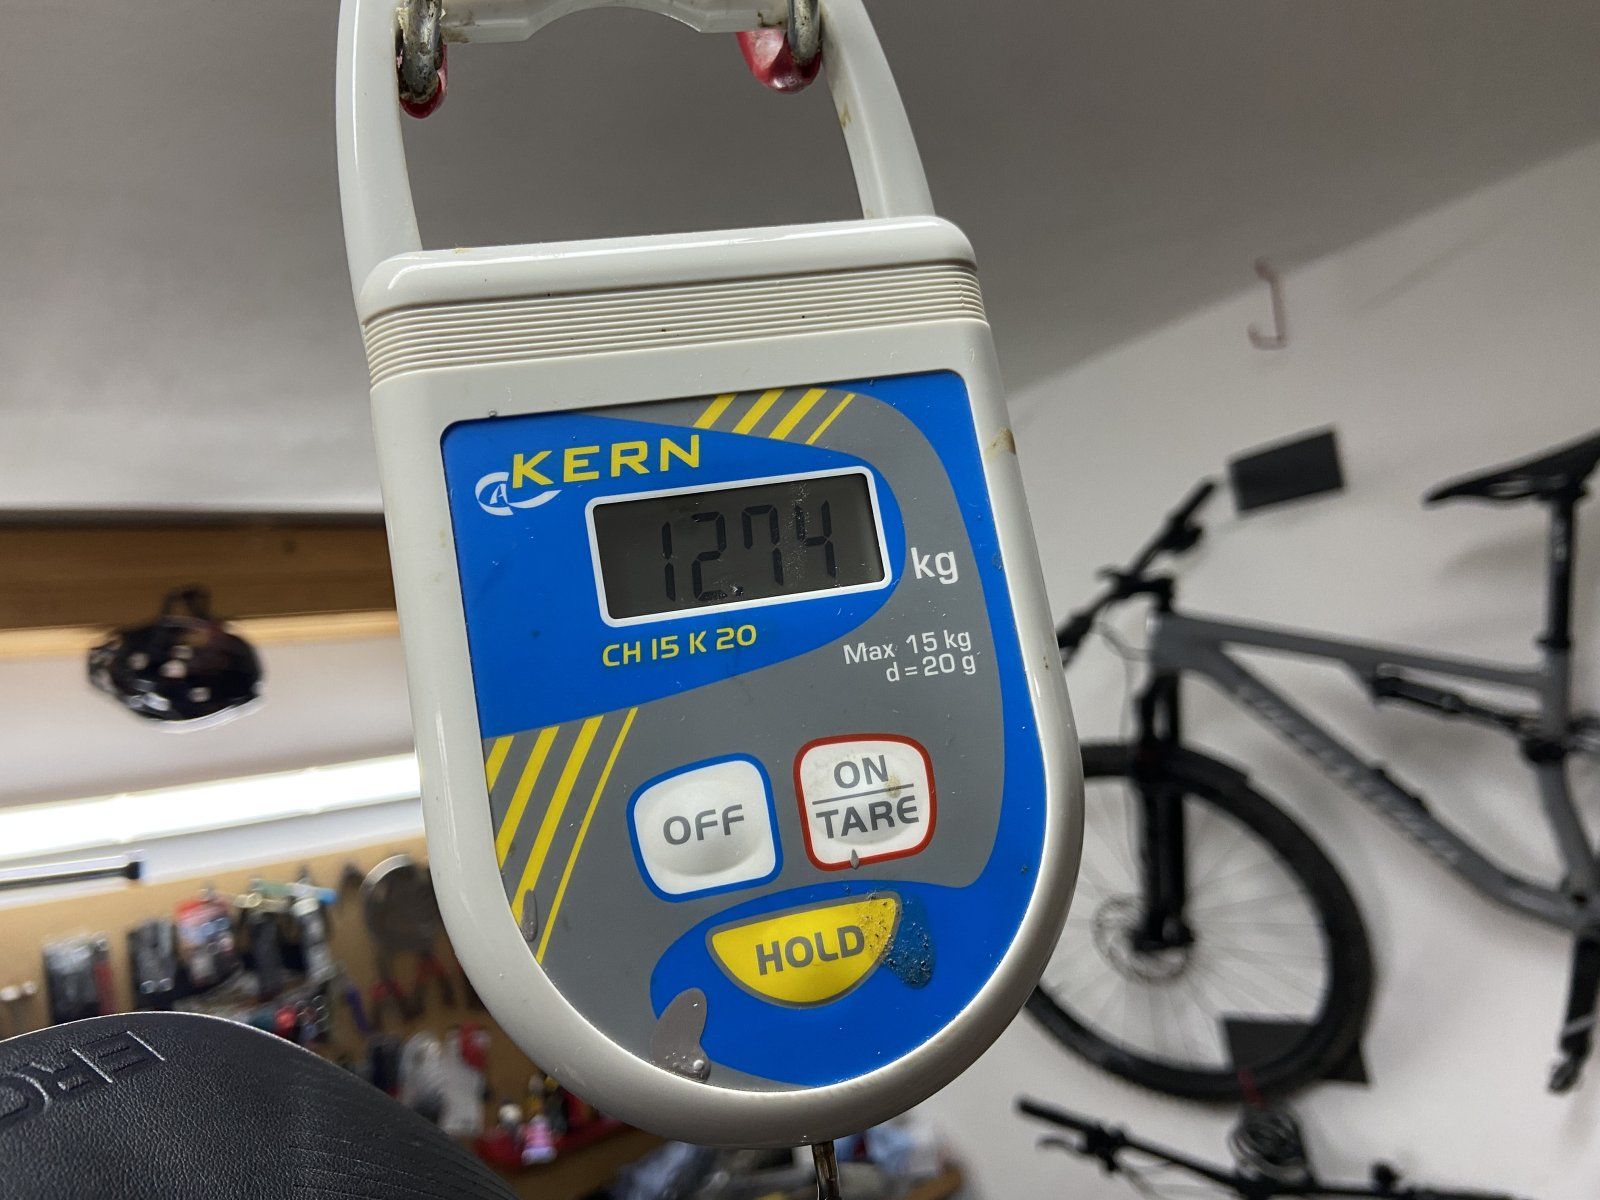 KERN
12.74
kg
CH 15 K 20
Max 15 kg
d = 20 g
OFF
ON
TARE
HOLD